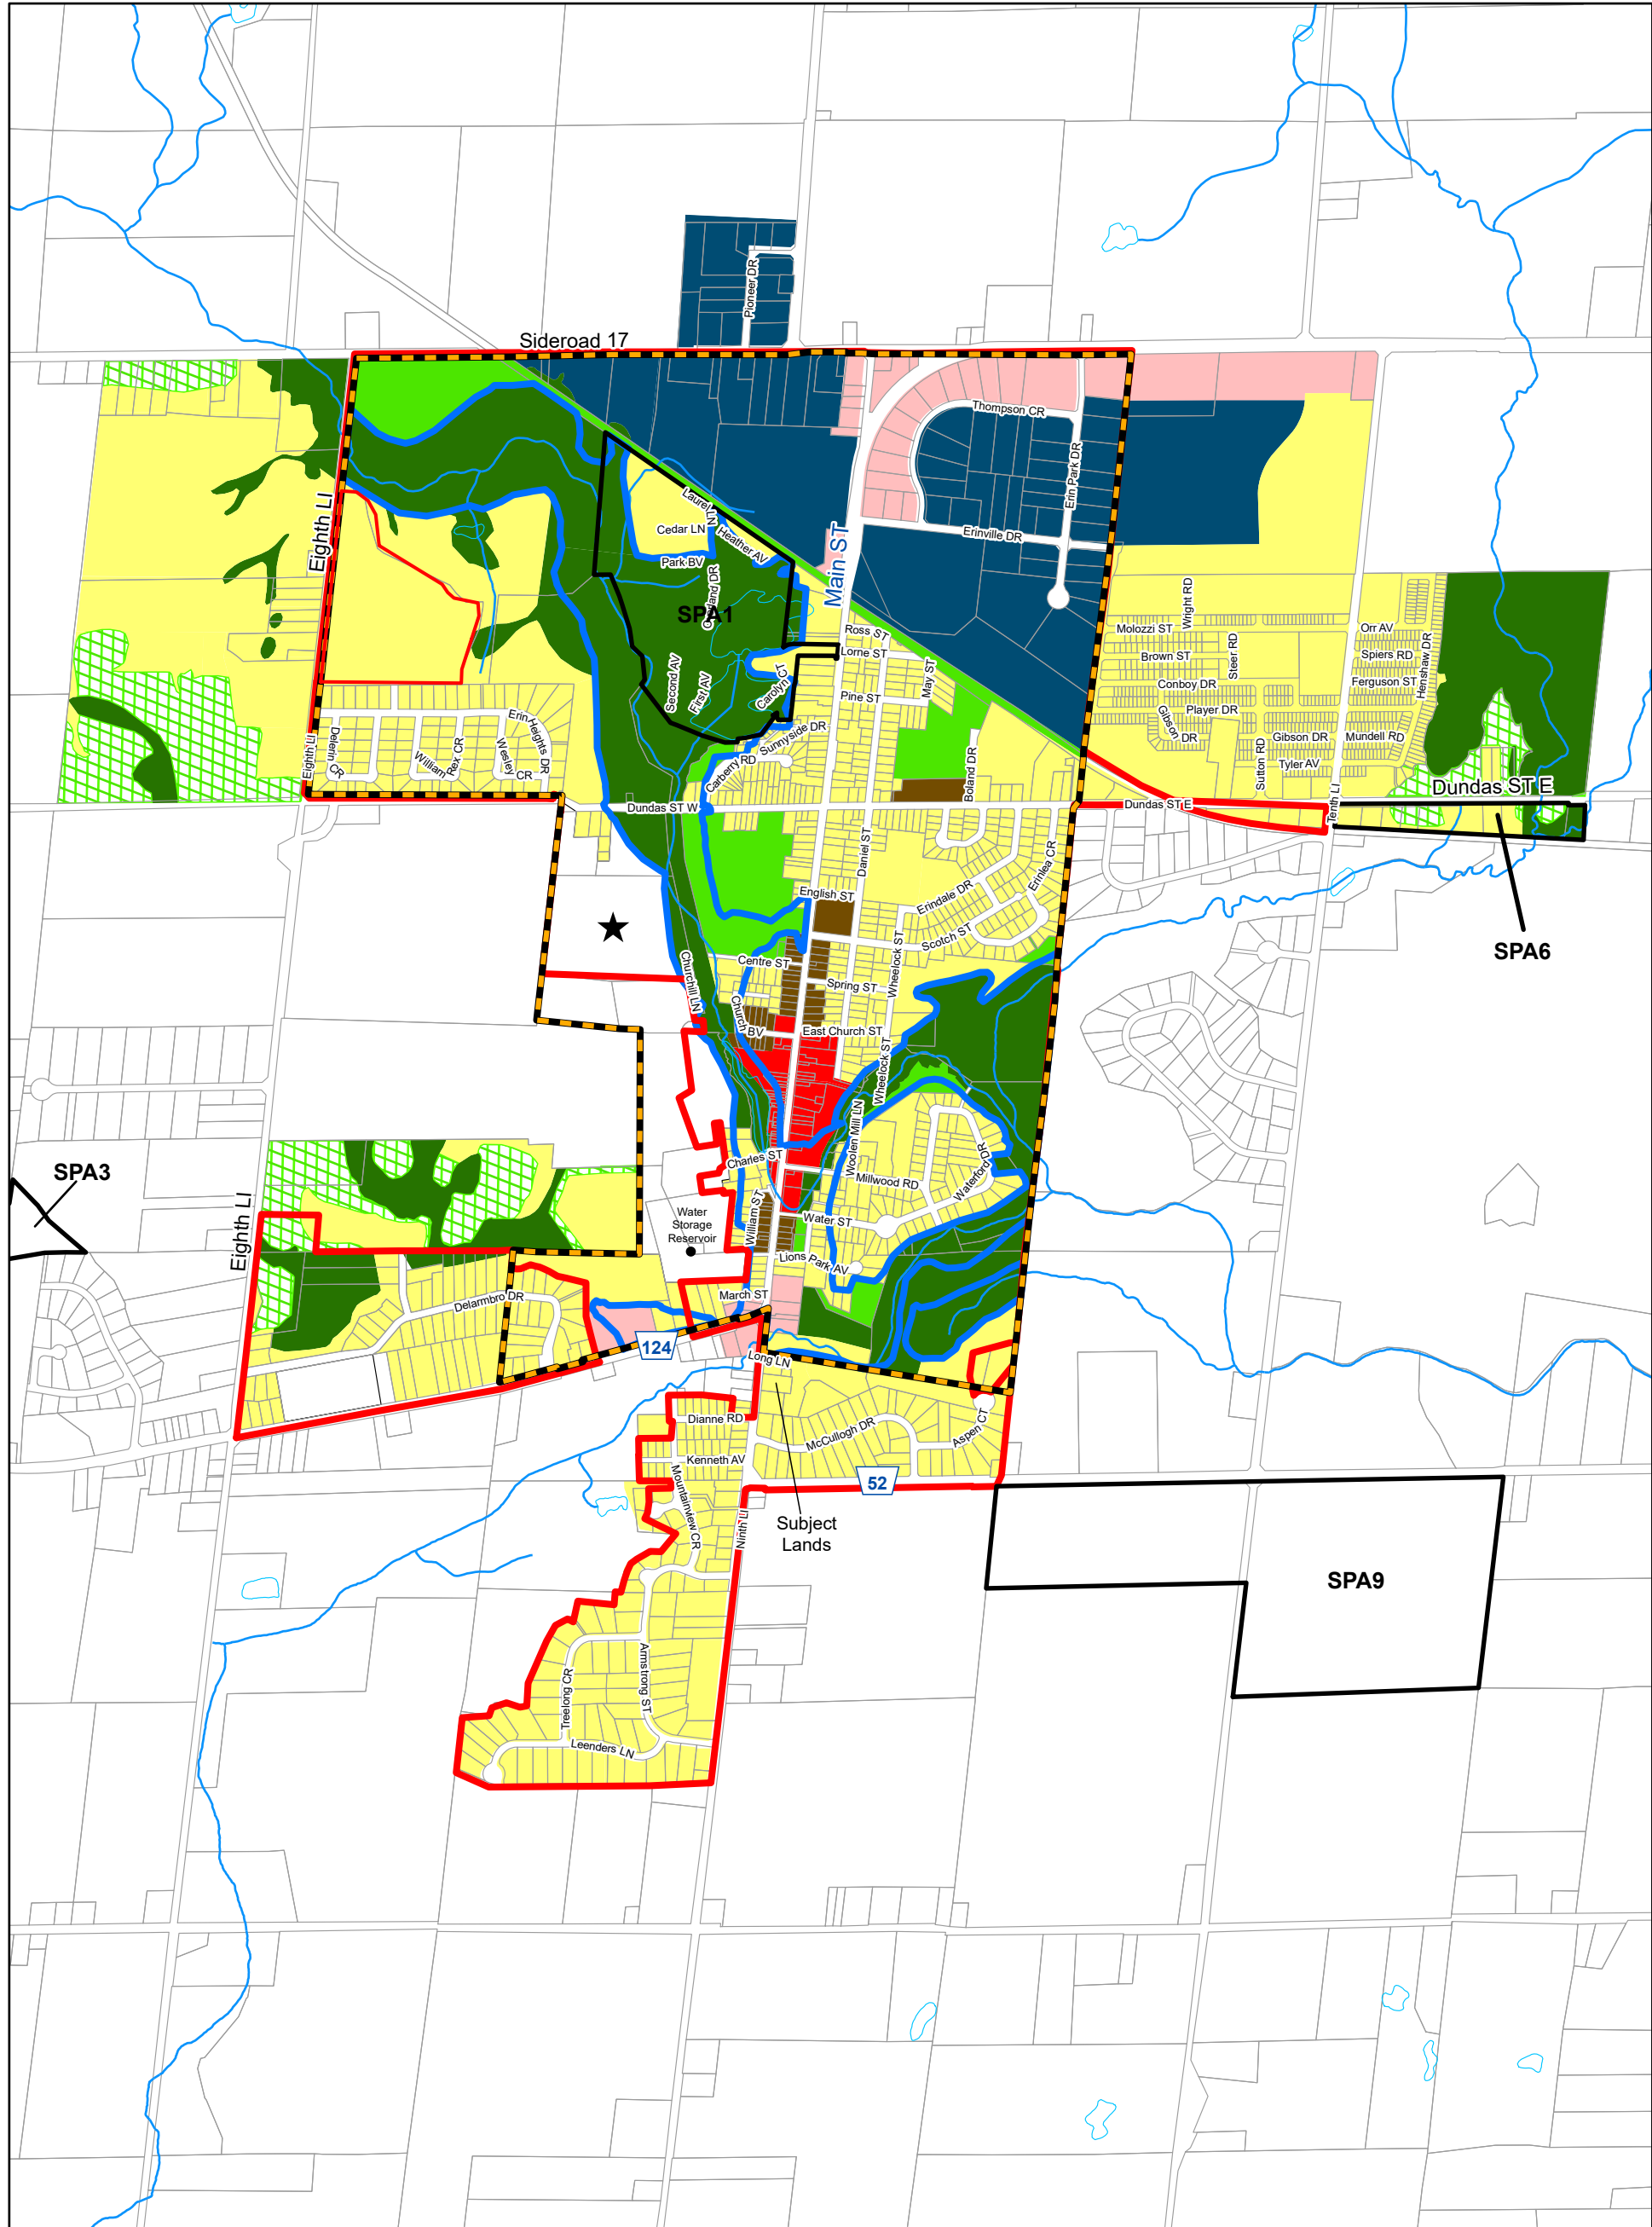 Pioneer DR
Sideroad 17
Thompson CR
Erin Park DR
Erinville DR
Main ST
Eighth LI
Laurel LN
Cedar LN
Heather AV
Park BV
SPA1
Second AV
First AV
Carolyn CT
Ross ST
Lorne ST
May ST
Pine ST
Wright RD
Molozzi ST
Steer RD
Brown ST
Conboy DR
Player DR
Gibson DR
Gibson DR
Sutton RD
Tyler AV
Orr AV
Spiers RD
Ferguson ST
Henshaw DR
Mundell RD
Dundas ST E
Erin Heights DR
Delerin CR
William Rex CR
Wesley CR
Eighth LI
Sunnyside DR
Carberry RD
Boland DR
Dundas ST W
Dundas ST E
Tenth LI
SPA6
Daniel ST
Erinlea CR
English ST
Erindale DR
Scotch ST
Wheelock ST
Centre ST
Churchill LN
Spring ST
Church BV
East Church ST
Wheelock ST
Woolen Mill LN
Charles ST
Millwood RD
Waterford DR
William ST
Water ST
Water
Storage
Reservoir
Lions Park AV
March ST
SPA3
Eighth LI
Delarmbro DR
124
Long LN
Dianne RD
McCullogh DR
Aspen CT
Kenneth AV
Mountainview CR
52
Ninth LI
Subject
Lands
SPA9
Armstrong ST
Treelong CR
Leenders LN